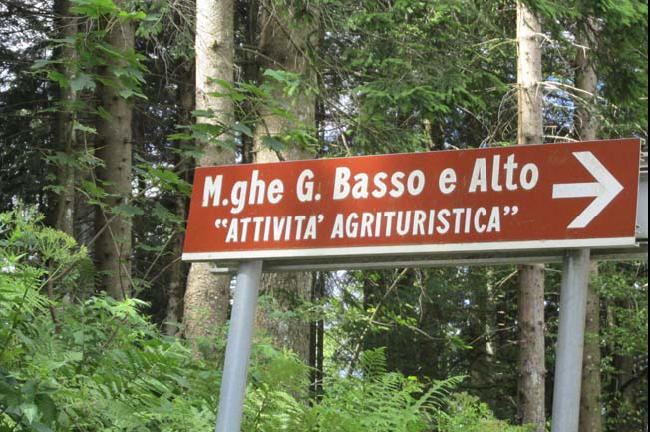 M.ghe G. Basso e Alto
"ATTIVITA' AGRITURISTICA"